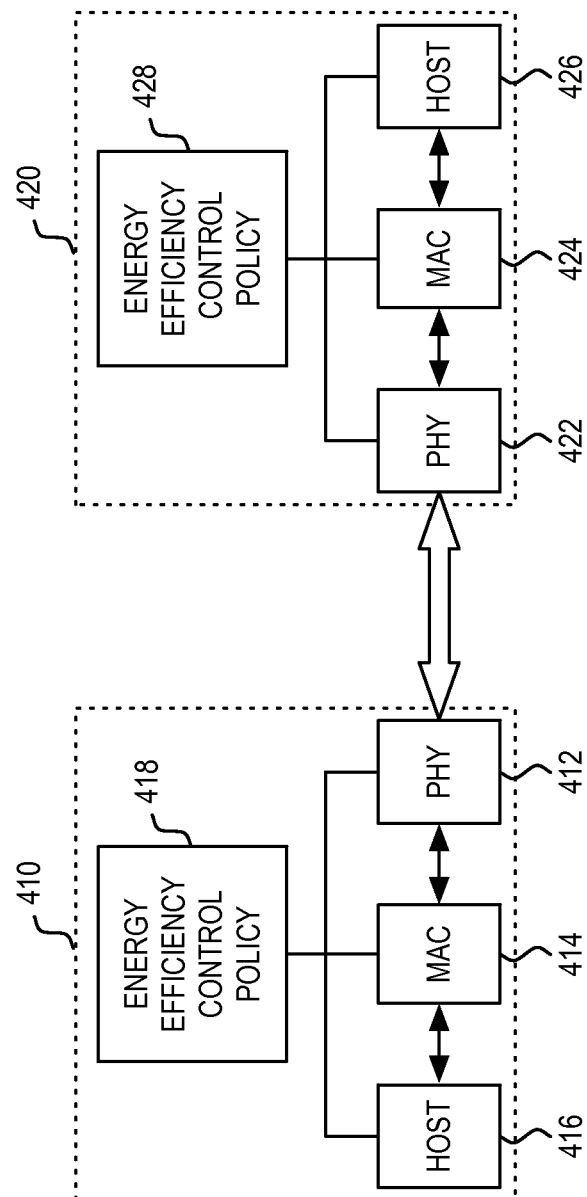 410
418
ENERGY
EFFICIENCY
CONTROL
POLICY
HOST
MAC
PHY
416
414
412
420
428
ENERGY
EFFICIENCY
CONTROL
POLICY
PHY
MAC
HOST
422
424
426